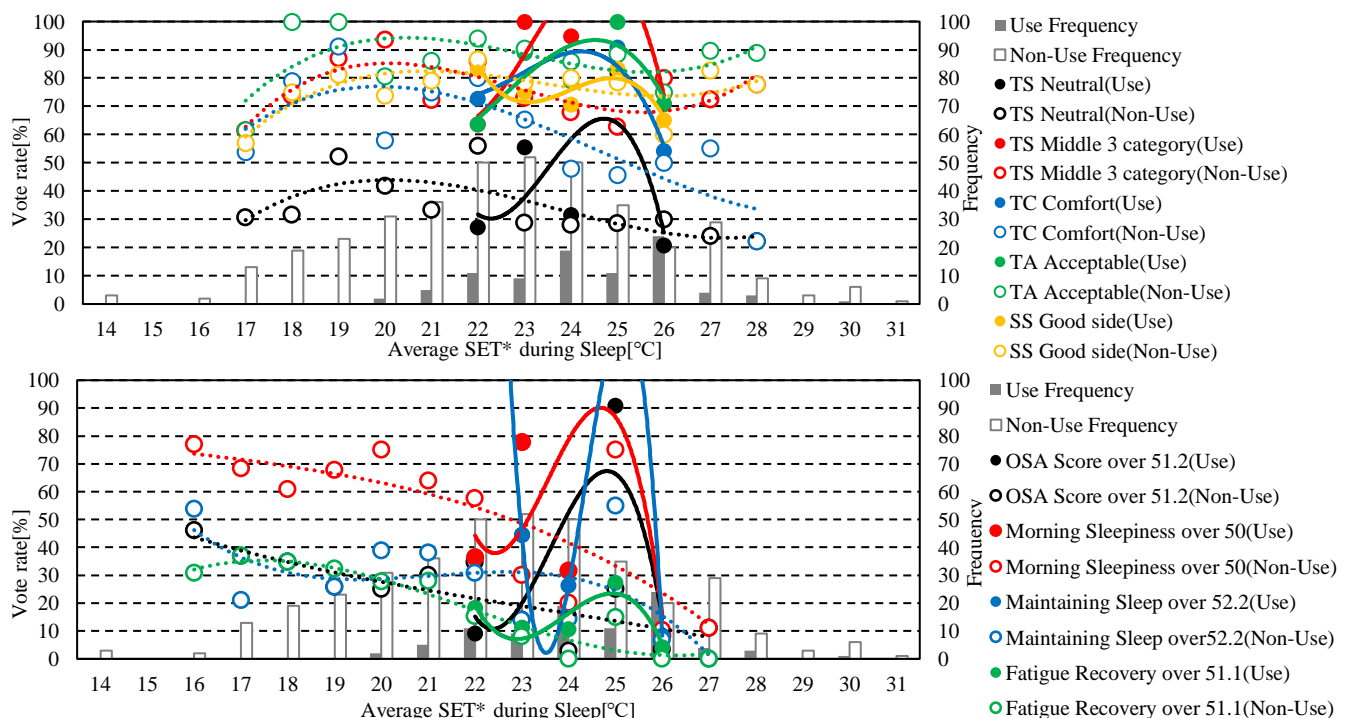 100
90
80
70
60
50
40
30
20
10
0
Vote rate[%]
14 15 16 17 18 19 20 21 22 23 24 25 26 27 28 29 30 31
Average SET* during Sleep[℃]
100
90
80
70
60
50
40
30
20
10
0
Frequency
Use Frequency
Non-Use Frequency
TS Neutral(Use)
TS Neutral(Non-Use)
TS Middle 3 category(Use)
TS Middle 3 category(Non-Use)
TC Comfort(Use)
TC Comfort(Non-Use)
TA Acceptable(Use)
TA Acceptable(Non-Use)
SS Good side(Use)
SS Good side(Non-Use)
100
90
80
70
60
50
40
30
20
10
0
Vote rate[%]
14 15 16 17 18 19 20 21 22 23 24 25 26 27 28 29 30 31
Average SET* during Sleep[℃]
100
90
80
70
60
50
40
30
20
10
0
Frequency
Use Frequency
Non-Use Frequency
OSA Score over 51.2(Use)
OSA Score over 51.2(Non-Use)
Morning Sleepiness over 50(Use)
Morning Sleepiness over 50(Non-Use)
Maintaining Sleep over 52.2(Use)
Maintaining Sleep over52.2(Non-Use)
Fatigue Recovery over 51.1(Use)
Fatigue Recovery over 51.1(Non-Use)